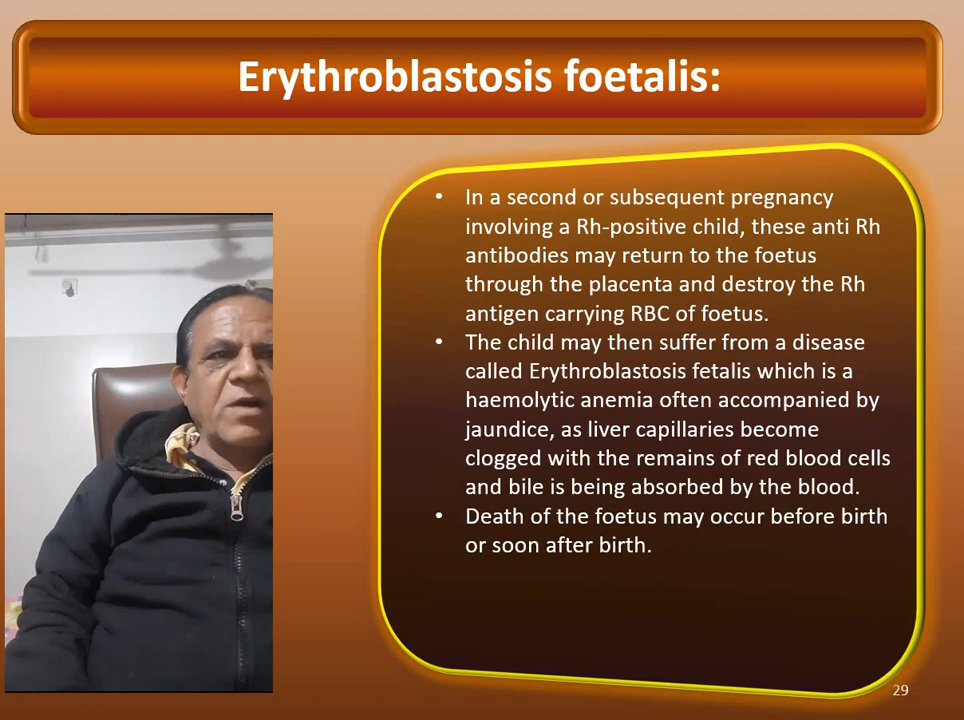 Erythroblastosis foetalis:
• In a second or subsequent pregnancy
involving a Rh-positive child, these anti Rh
antibodies may return to the foetus
through the placenta and destroy the Rh
antigen carrying RBC of foetus.
• The child may then suffer from a disease
called Erythroblastosis fetalis which is a
haemolytic anemia often accompanied by
jaundice, as liver capillaries become
clogged with the remains of red blood cells
and bile is being absorbed by the blood.
• Death of the foetus may occur before birth
or soon after birth.
29